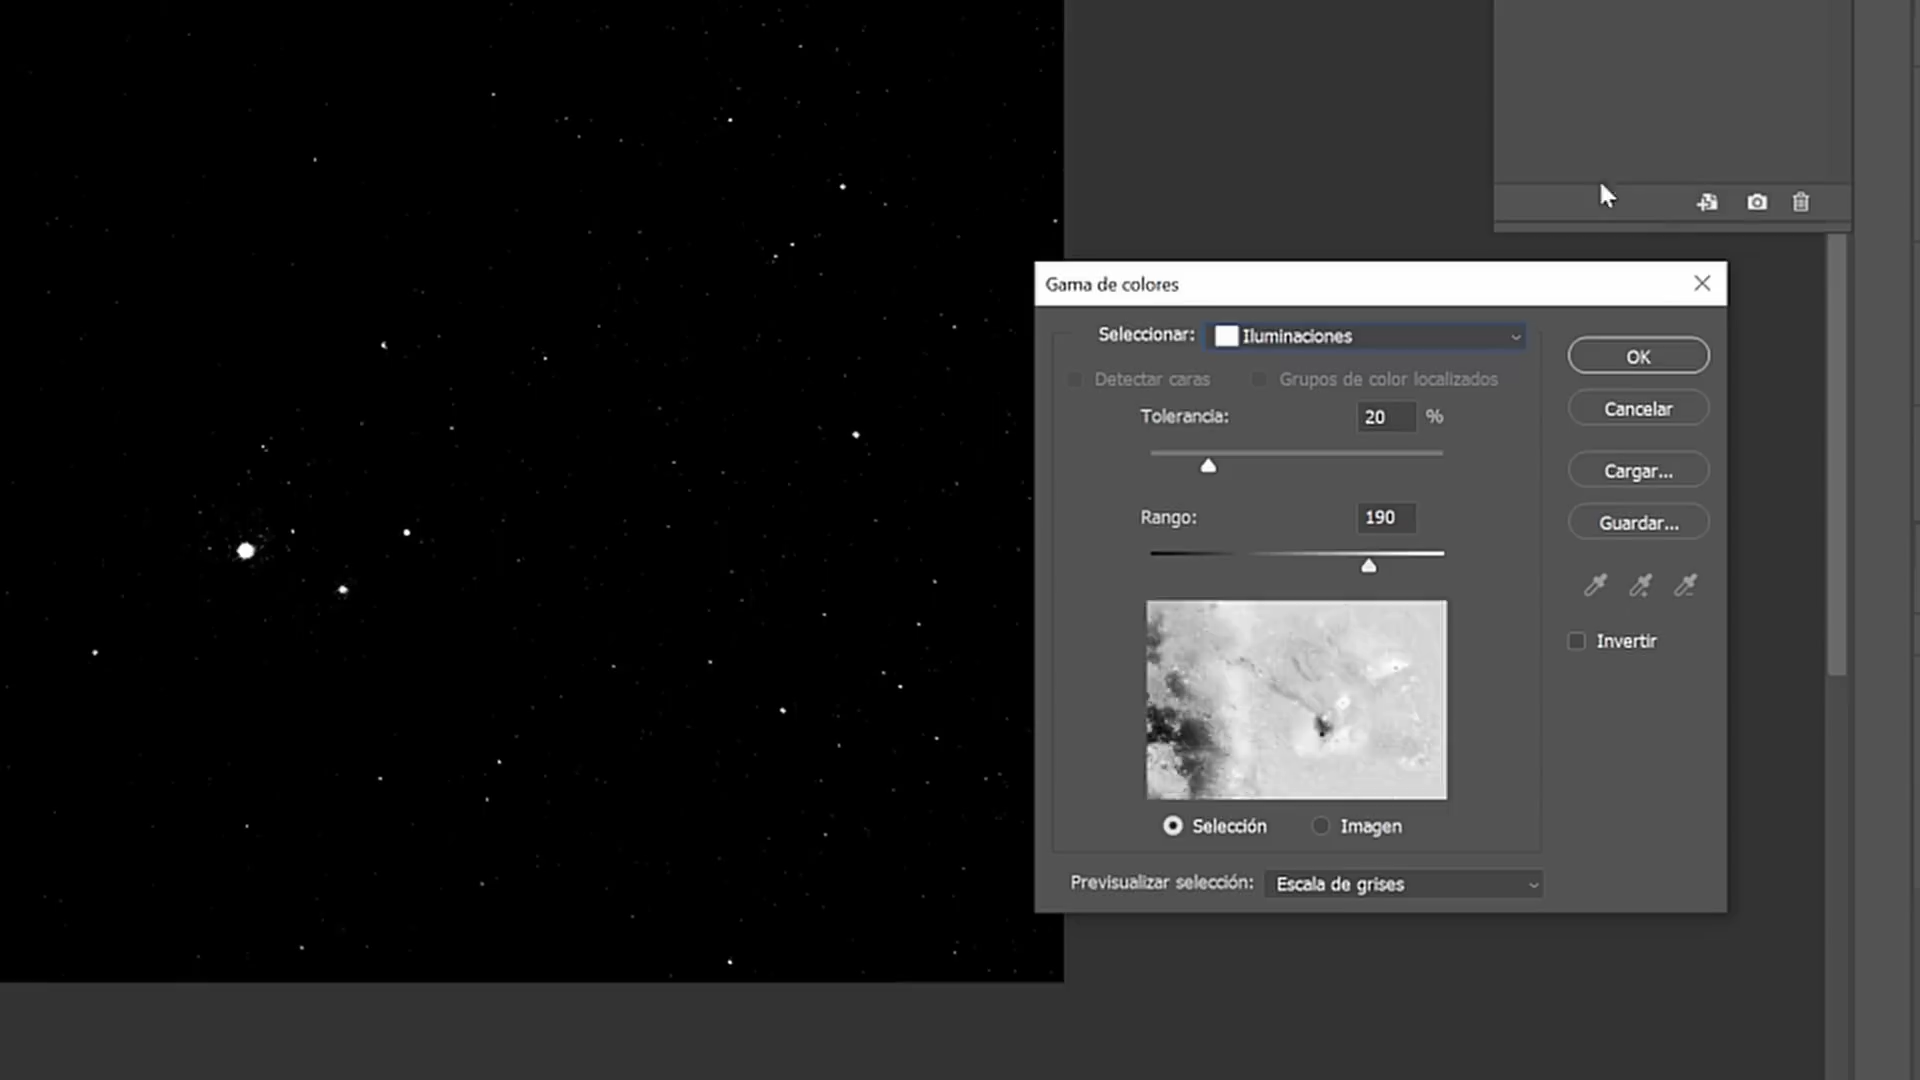 Gama de colores
Seleccionar: Iluminaciones
Detectar caras Grupos de color localizados
Tolerancia: 20 %
Rango: 190
Selección Imagen
Previsualizar selección: Escala de grises
OK
Cancelar
Cargar...
Guardar...
Invertir